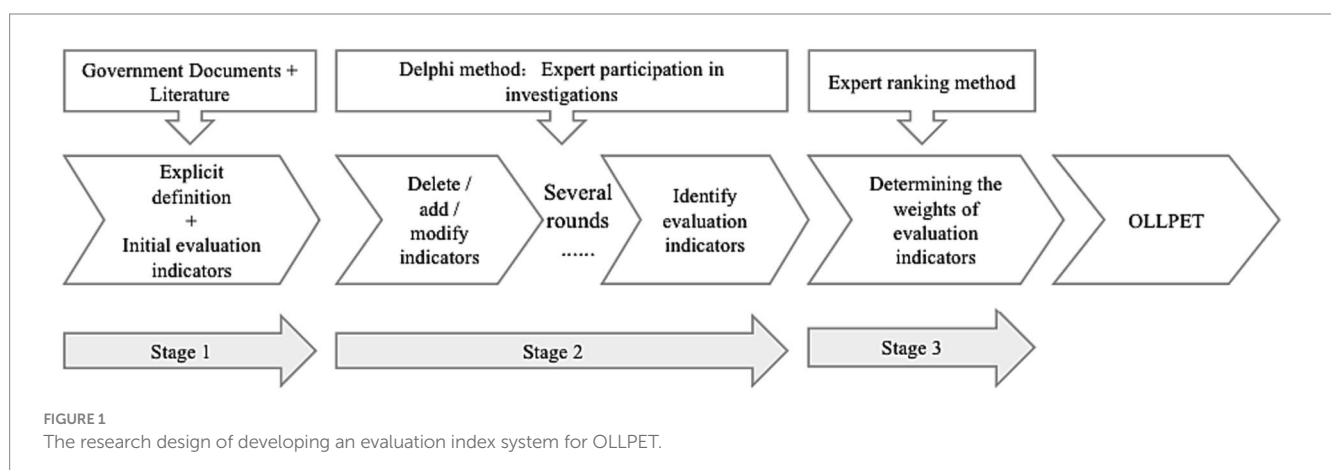 Government Documents +
Literature
Delphi method：Expert participation in
investigations
Expert ranking method
Explicit
definition
+
Initial evaluation
indicators
Delete /
add /
modify
indicators
Several
rounds
......
Identify
evaluation
indicators
Determining the
weights of
evaluation
indicators
OLLPET
Stage 1
Stage 2
Stage 3
FIGURE 1
The research design of developing an evaluation index system for OLLPET.